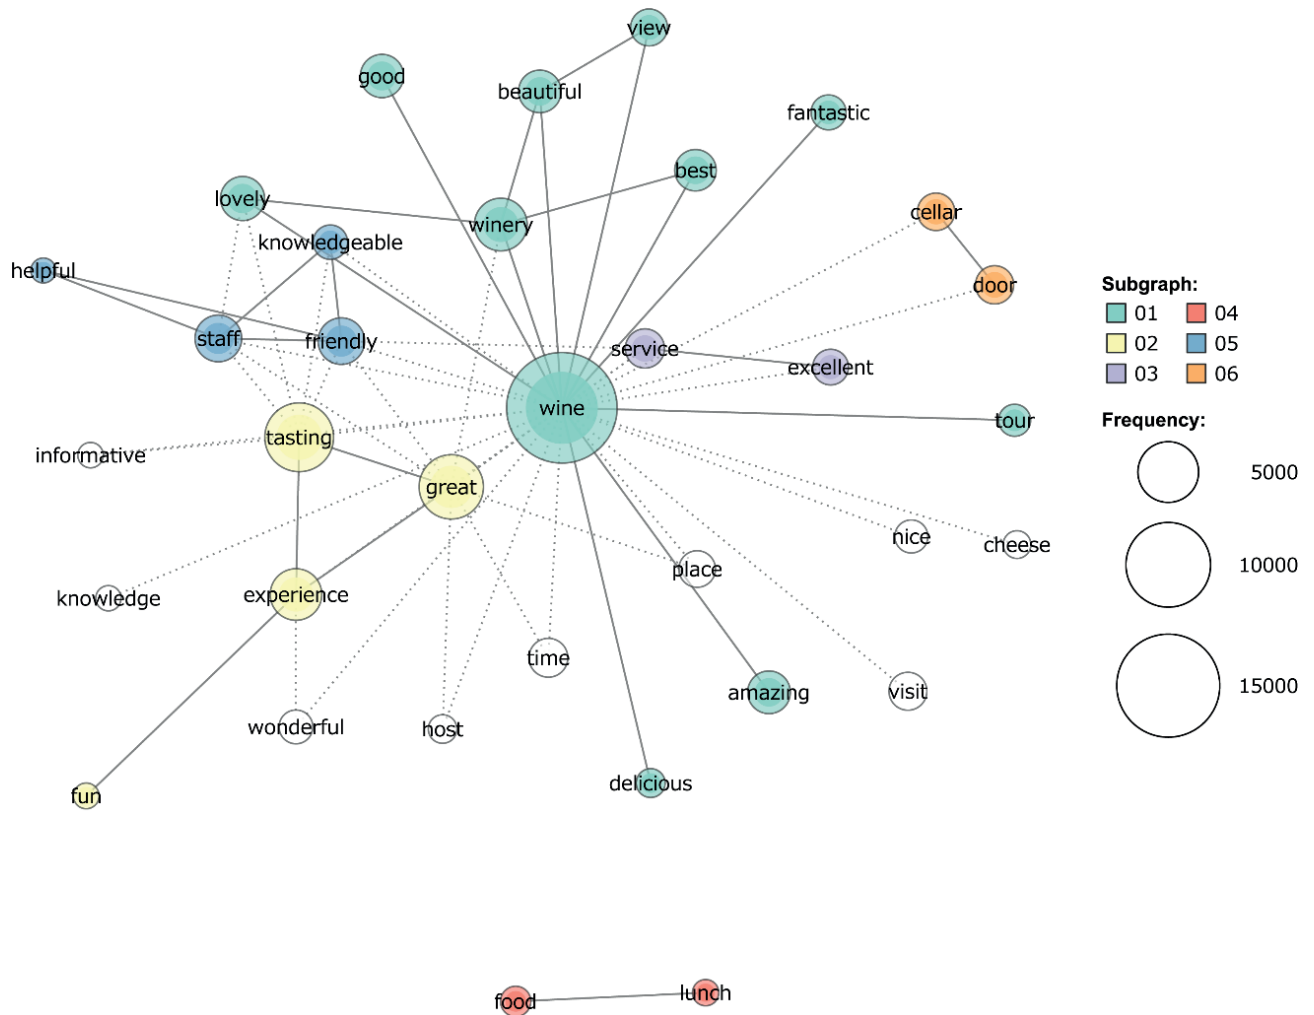 view
good
beautiful
fantastic
best
lovely
winery
cellar
knowledgeable
helpful
door
staff
friendly
service
excellent
wine
tour
tasting
informative
great
nice
cheese
place
experience
knowledge
time
amazing
visit
wonderful
host
delicious
fun
food
lunch
Subgraph:
01 04
02 05
03 06
Frequency:
5000
10000
15000